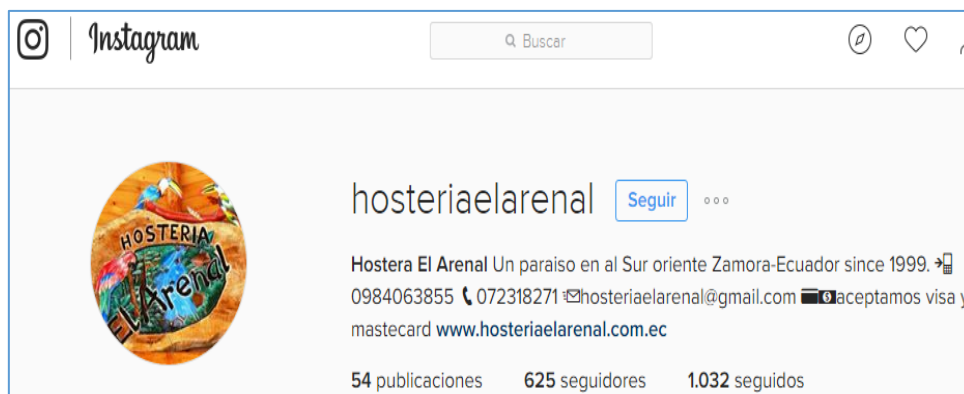 Instagram
Buscar
HOSTERIA
El Arenal
hosteriaelarenal Seguir
Hostera El Arenal Un paraiso en al Sur oriente Zamora-Ecuador since 1999.
0984063855 072318271 hosteriaelarenal@gmail.com aceptamos visa y
mastecard www.hosteriaelarenal.com.ec
54 publicaciones 625 seguidores 1.032 seguidos